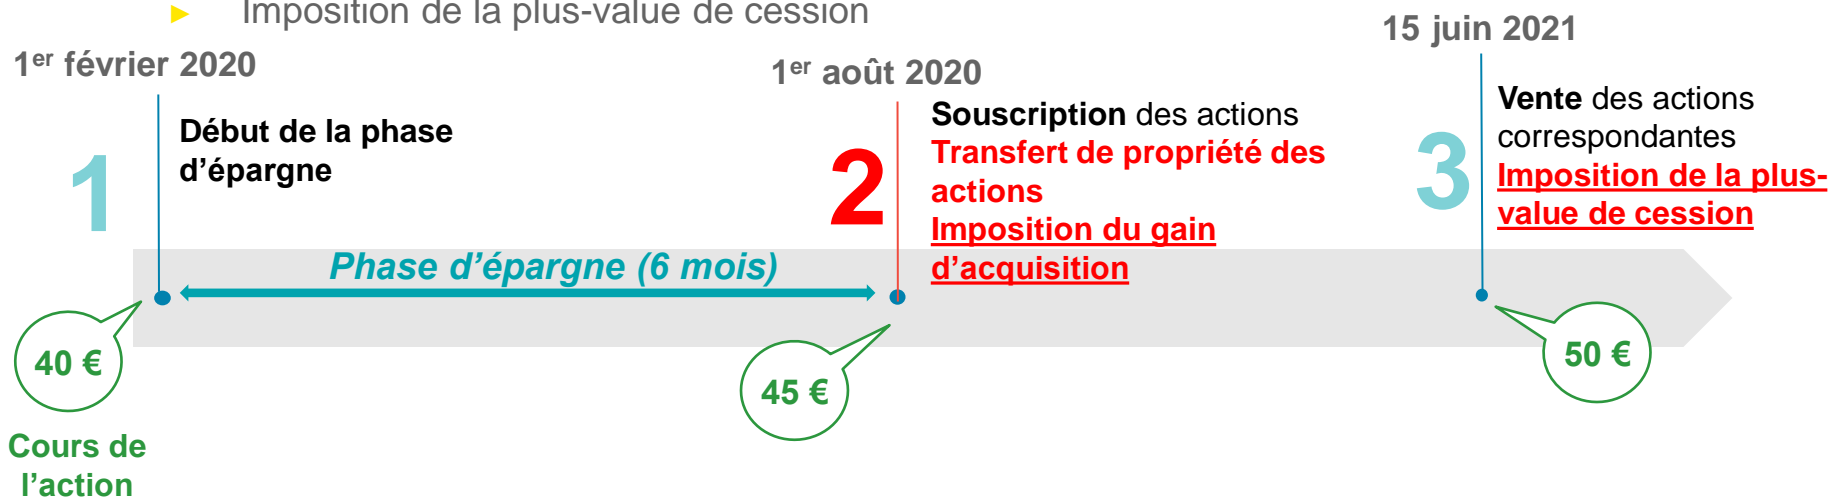 ► Imposition de la plus-value de cession
1er février 2020
Début de la phase
d’épargne
1
1er août 2020
Souscription des actions
Transfert de propriété des
actions
Imposition du gain
d’acquisition
2
15 juin 2021
Vente des actions
correspondantes
Imposition de la plus-
value de cession
3
Phase d’épargne (6 mois)
40 €
45 €
50 €
Cours de
l’action